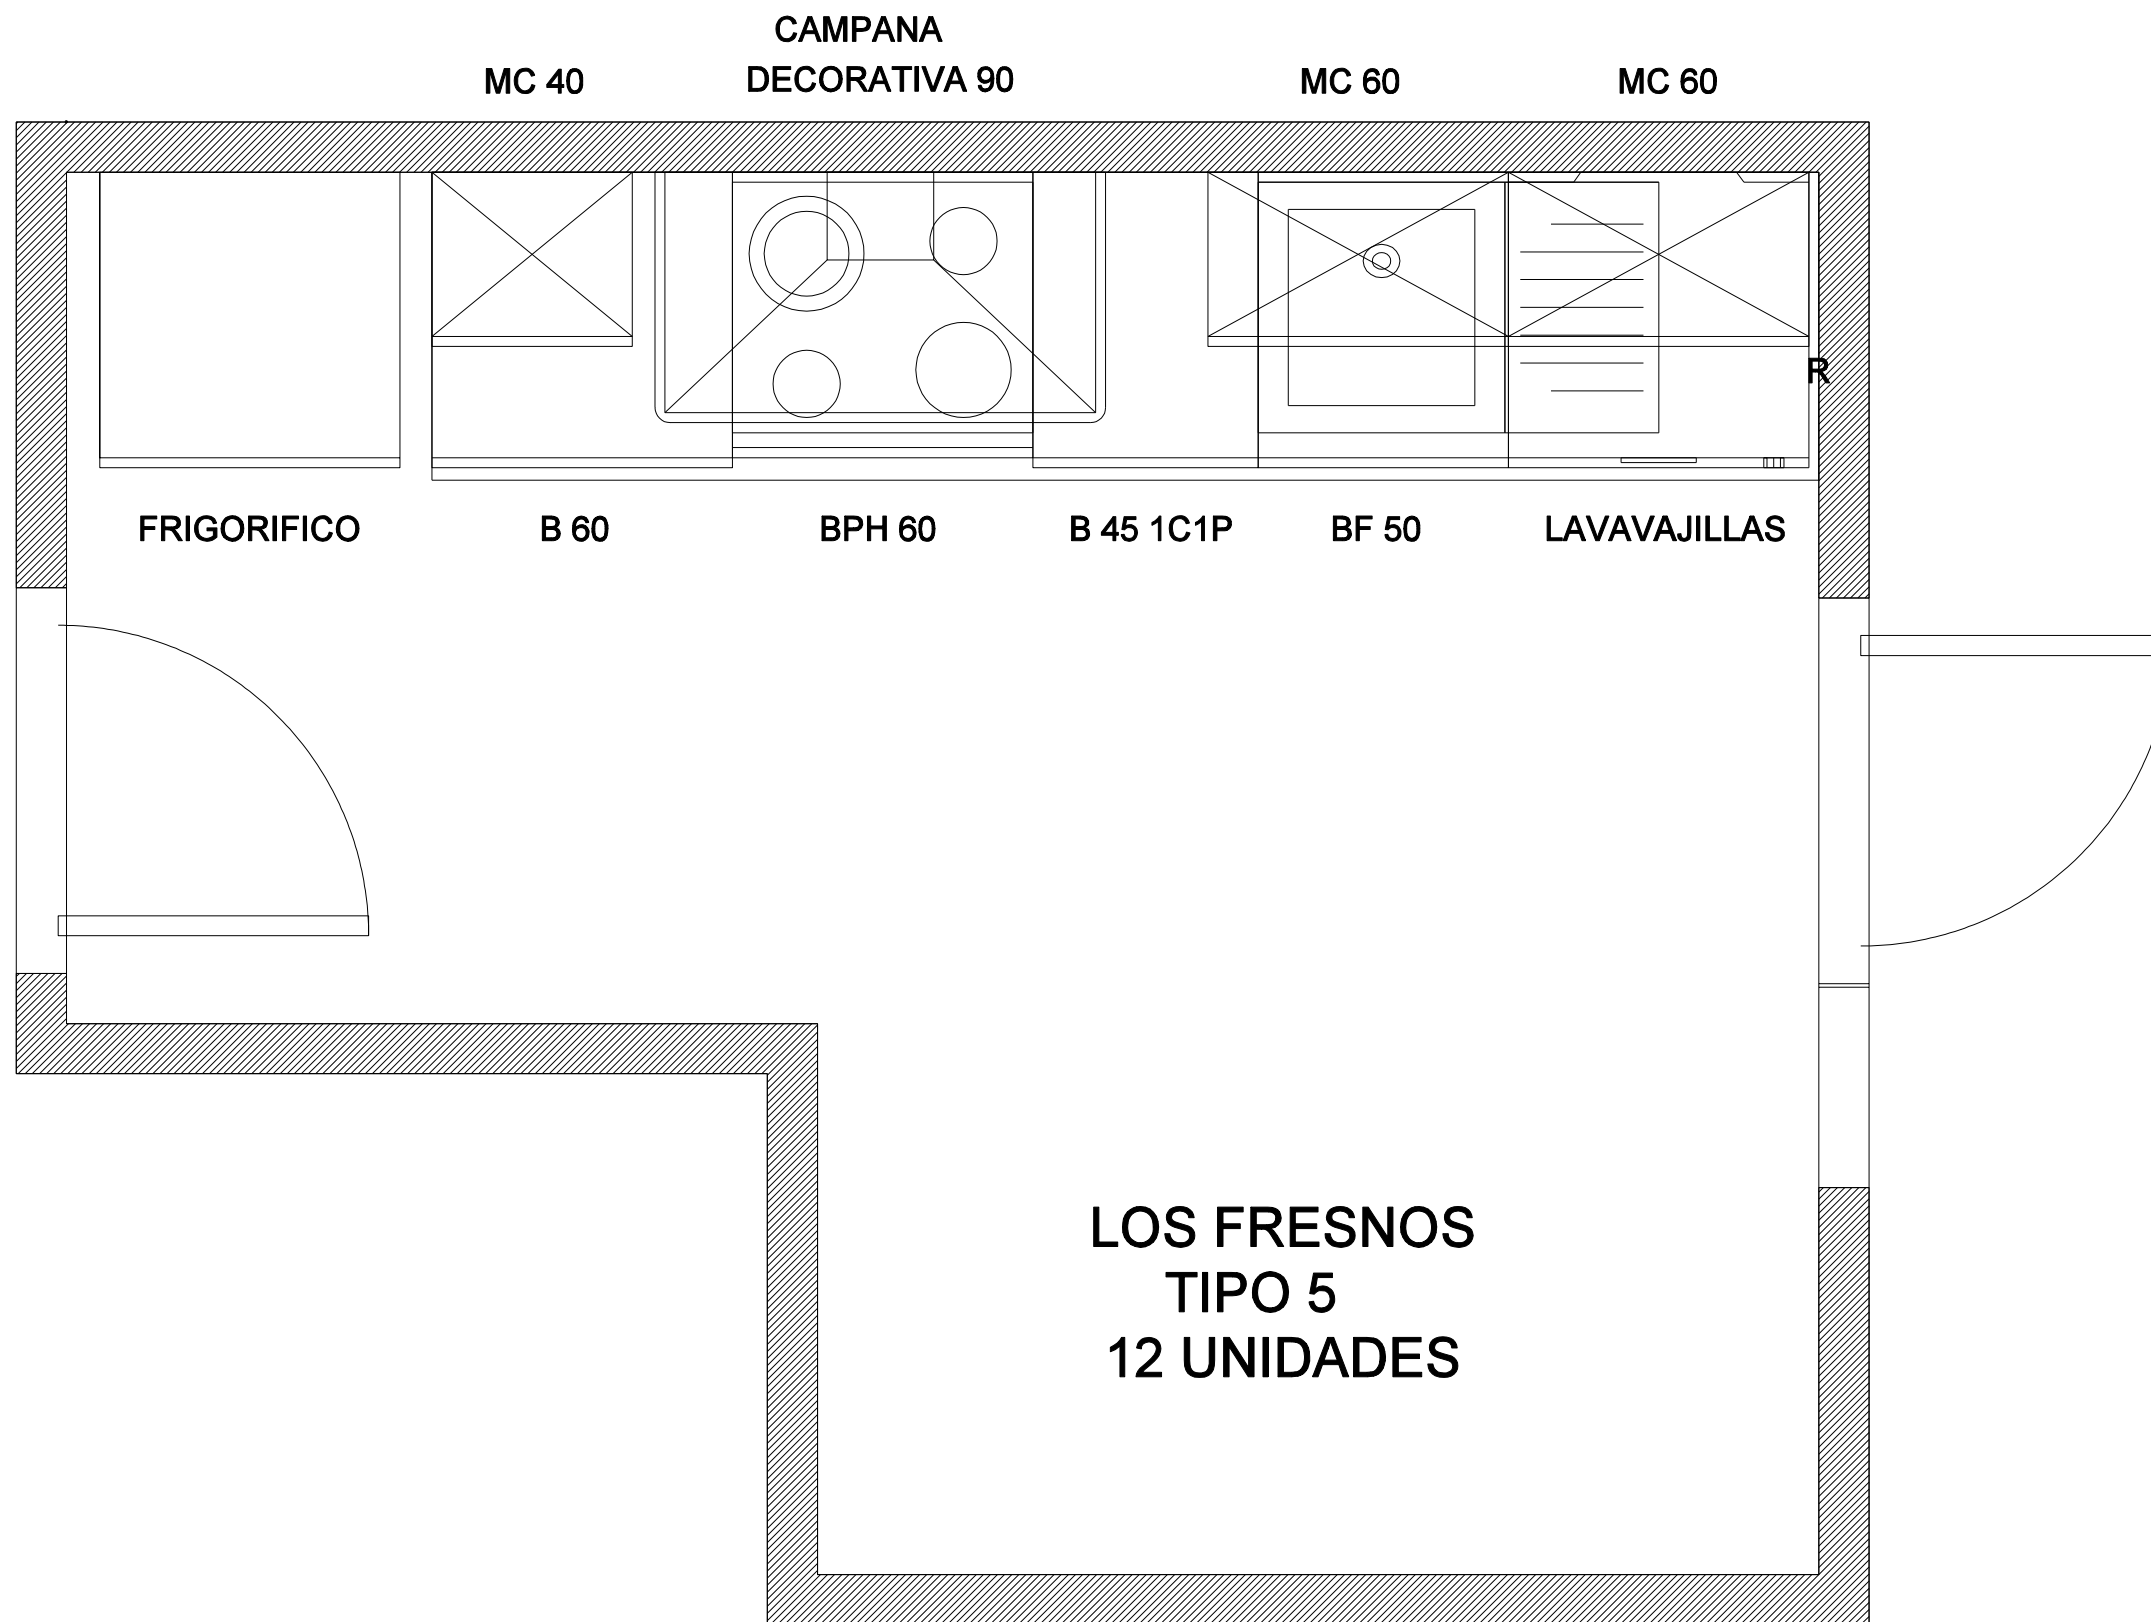 CAMPANA
MC 40
DECORATIVA 90
MC 60
MC 60
R
FRIGORIFICO
B 60
BPH 60
B 45 1C1P
BF 50
LAVAVAJILLAS
LOS FRESNOS
TIPO 5
12 UNIDADES